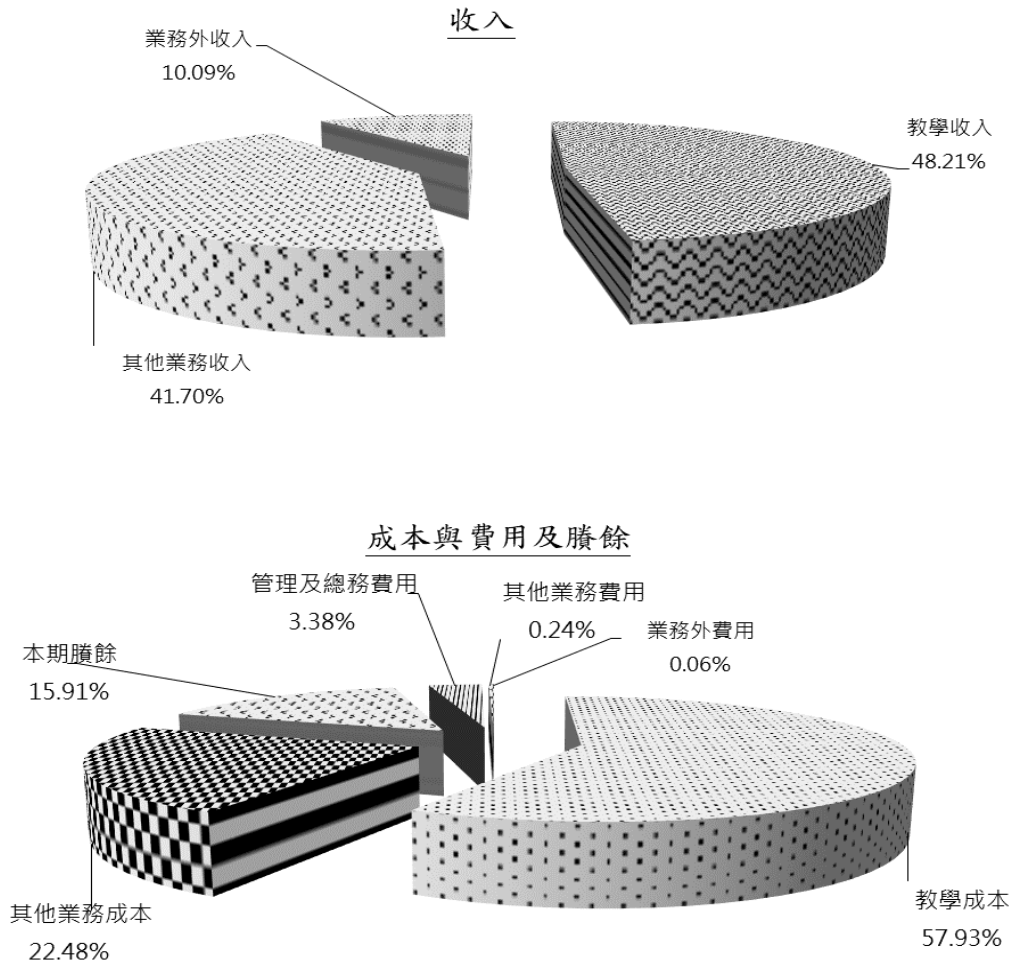 收入
業務外收入
10.09%
教學收入
48.21%
其他業務收入
41.70%
成本與費用及賸餘
管理及總務費用
3.38%
其他業務費用
0.24%
業務外費用
0.06%
本期賸餘
15.91%
其他業務成本
22.48%
教學成本
57.93%